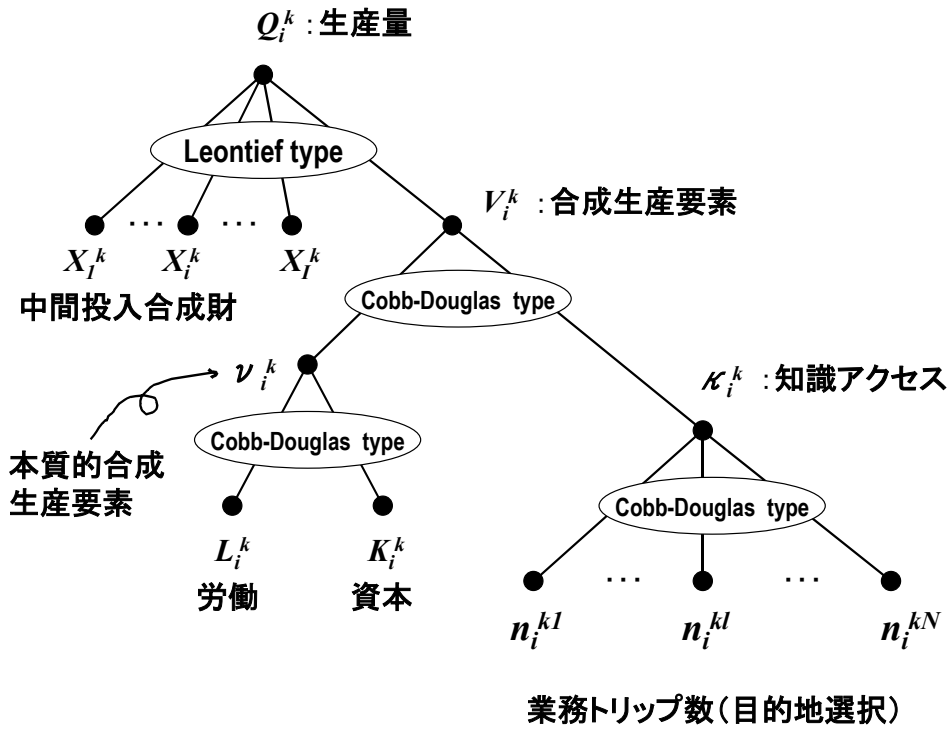 Q_i^k : 生産量
Leontief type
V_i^k : 合成生産要素
X_1^k ... X_i^k ... X_I^k
中間投入合成財
Cobb-Douglas type
ν_i^k
κ_i^k : 知識アクセス
Cobb-Douglas type
本質的合成
生産要素
Cobb-Douglas type
L_i^k K_i^k
労働 資本
... ...
n_i^{k1} n_i^{kl} n_i^{kN}
業務トリップ数(目的地選択)